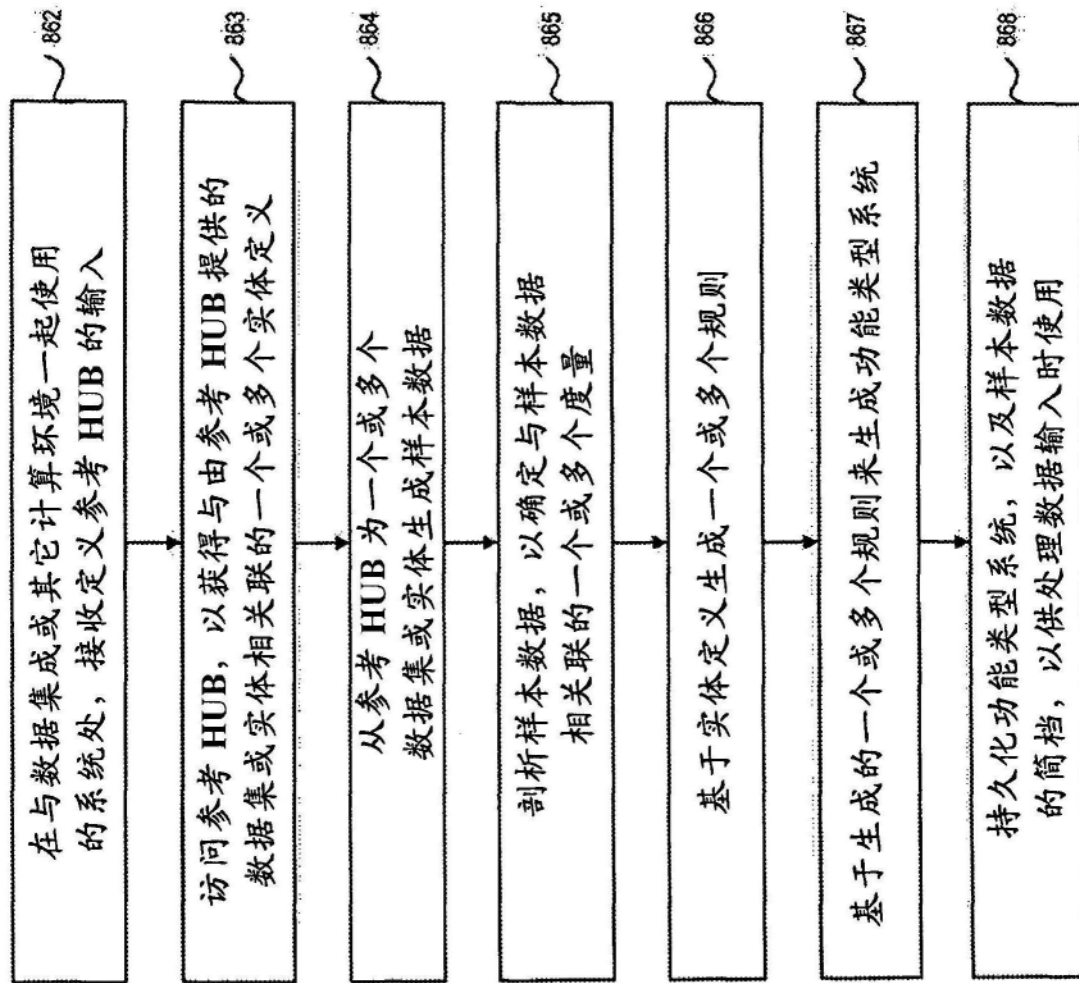 在与数据集成或其它计算环境一起使用
的系统处，接收定义参考 HUB 的输入
862
访问参考 HUB，以获得与由参考 HUB 提供的
数据集或实体相关联的一个或多个实体定义
863
从参考 HUB 为一个或多个
数据集或实体生成样本数据
864
剖析样本数据，以确定与样本数据
相关联的一个或多个度量
865
基于实体定义生成一个或多个规则
866
基于生成的一个或多个规则来生成功能类型系统
867
持久化功能类型系统，以及样本数据
的简档，以供处理数据输入时使用
868